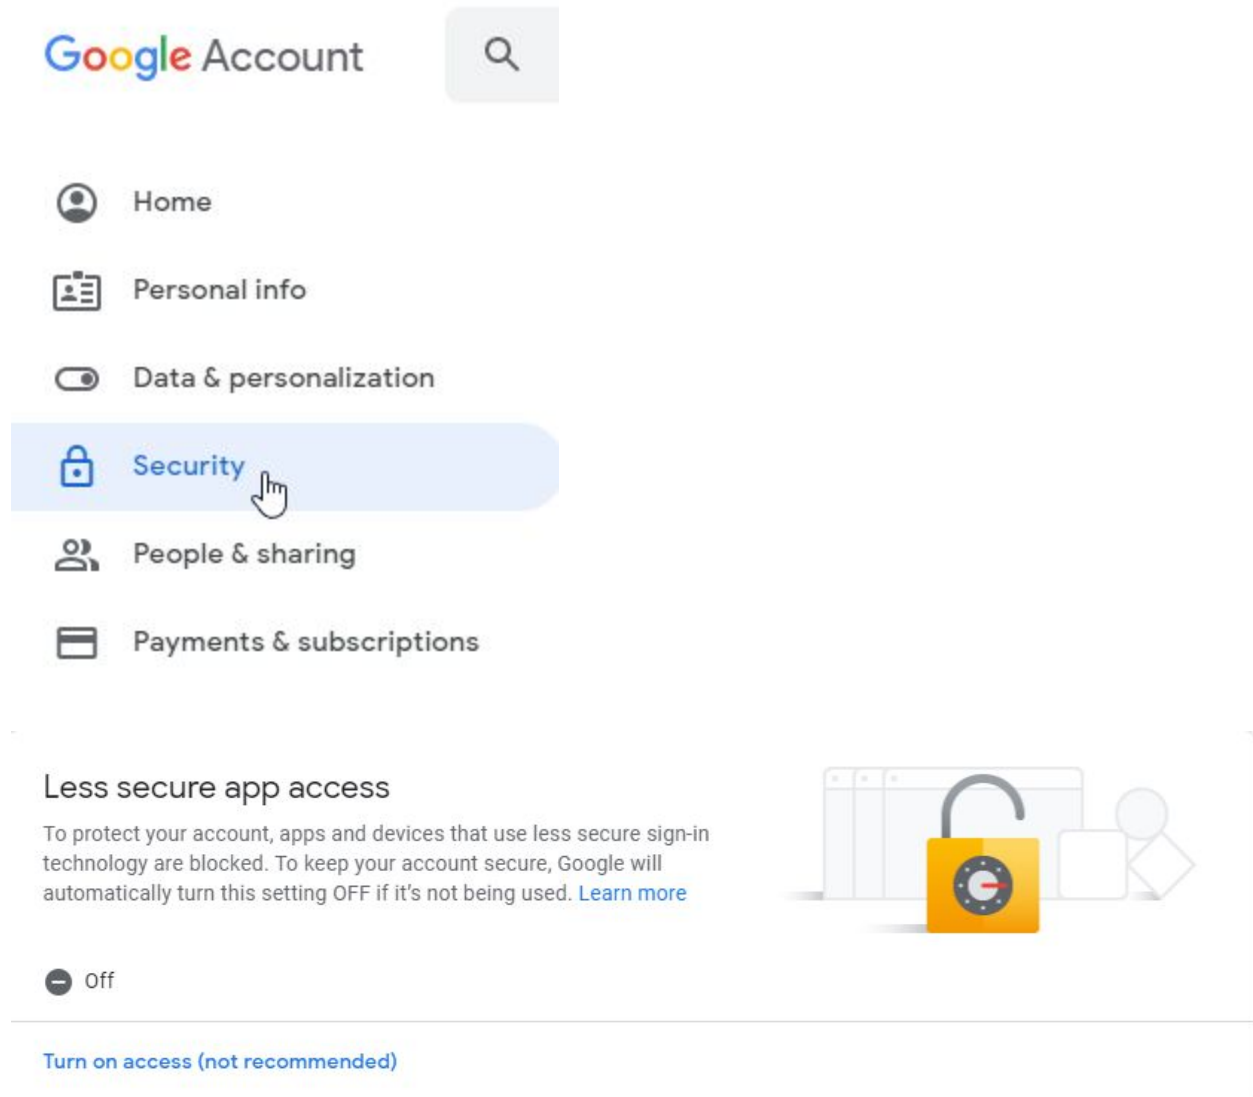 Google Account
Home
Personal info
Data & personalization
Security
People & sharing
Payments & subscriptions
Less secure app access
To protect your account, apps and devices that use less secure sign-in
technology are blocked. To keep your account secure, Google will
automatically turn this setting OFF if it's not being used. Learn more
Off
Turn on access (not recommended)